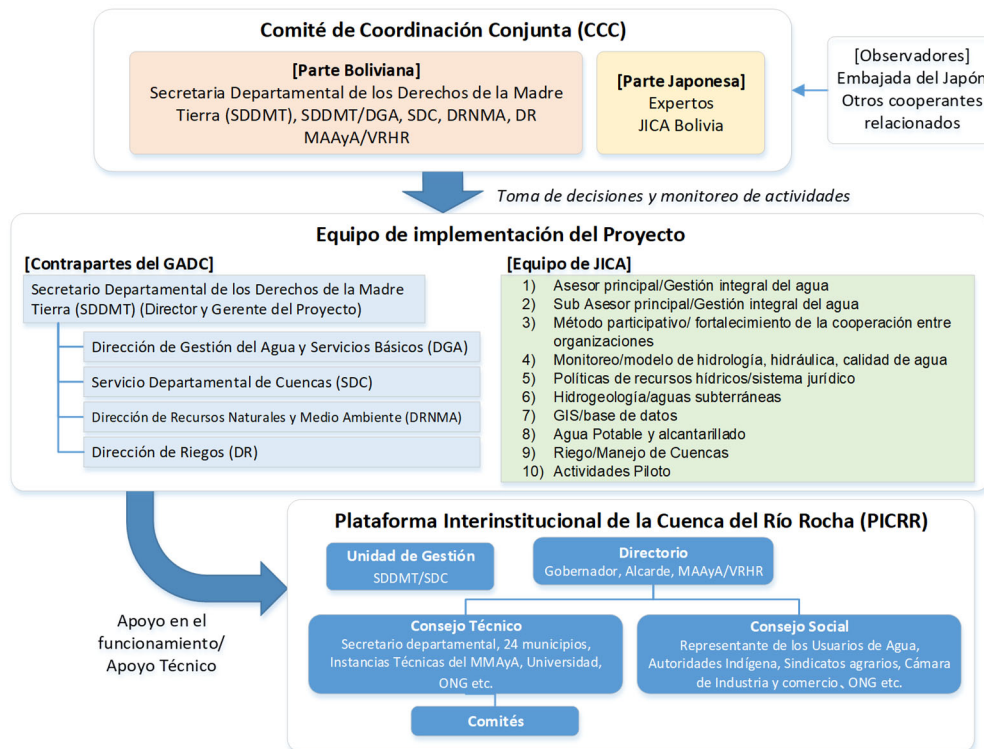 Comité de Coordinación Conjunta (CCC)
[Parte Boliviana]
Secretaria Departamental de los Derechos de la Madre
Tierra (SDDMT), SDDMT/DGA, SDC, DRNMA, DR
MAAyA/VRHR
[Parte Japonesa]
Expertos
JICA Bolivia
[Observadores]
Embajada del Japón
Otros cooperantes
relacionados
Toma de decisiones y monitoreo de actividades
Equipo de implementación del Proyecto
[Contrapartes del GADC]
Secretario Departamental de los Derechos de la Madre
Tierra (SDDMT) (Director y Gerente del Proyecto)
Dirección de Gestión del Agua y Servicios Básicos (DGA)
Servicio Departamental de Cuencas (SDC)
Dirección de Recursos Naturales y Medio Ambiente (DRNMA)
Dirección de Riegos (DR)
[Equipo de JICA]
1) Asesor principal/Gestión integral del agua
2) Sub Asesor principal/Gestión integral del agua
3) Método participativo/ fortalecimiento de la cooperación entre
organizaciones
4) Monitoreo/modelo de hidrología, hidráulica, calidad de agua
5) Políticas de recursos hídricos/sistema jurídico
6) Hidrogeología/aguas subterráneas
7) GIS/base de datos
8) Agua Potable y alcantarillado
9) Riego/Manejo de Cuencas
10) Actividades Piloto
Apoyo en el
funcionamiento/
Apoyo Técnico
Plataforma Interinstitucional de la Cuenca del Río Rocha (PICRR)
Unidad de Gestión
SDDMT/SDC
Directorio
Gobernador, Alcarde, MAAyA/VRHR
Consejo Técnico
Secretario departamental, 24 municipios,
Instancias Técnicas del MMAyA, Universidad,
ONG etc.
Consejo Social
Representante de los Usuarios de Agua,
Autoridades Indígena, Sindicatos agrarios, Cámara
de Industria y comercio、ONG etc.
Comités